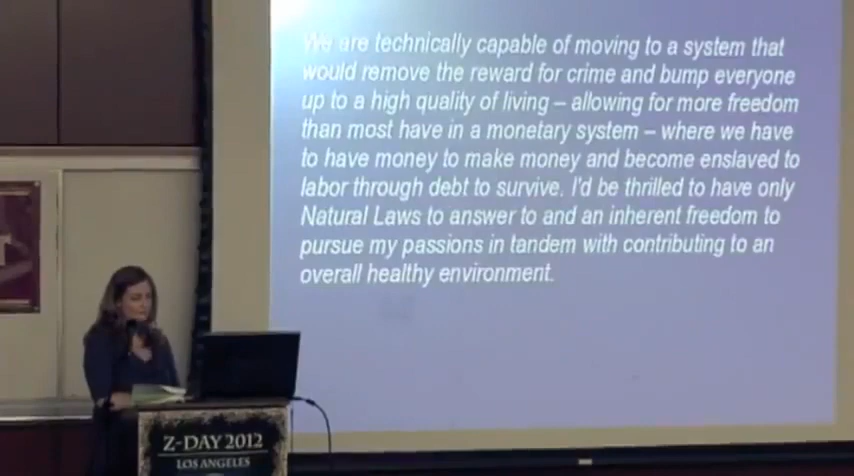 We are technically capable of moving to a system that
would remove the reward for crime and bump everyone
up to a high quality of living – allowing for more freedom
than most have in a monetary system – where we have
to have money to make money and become enslaved to
labor through debt to survive. I'd be thrilled to have only
Natural Laws to answer to and an inherent freedom to
pursue my passions in tandem with contributing to an
overall healthy environment.
Z-DAY 2012
LOS ANGELES